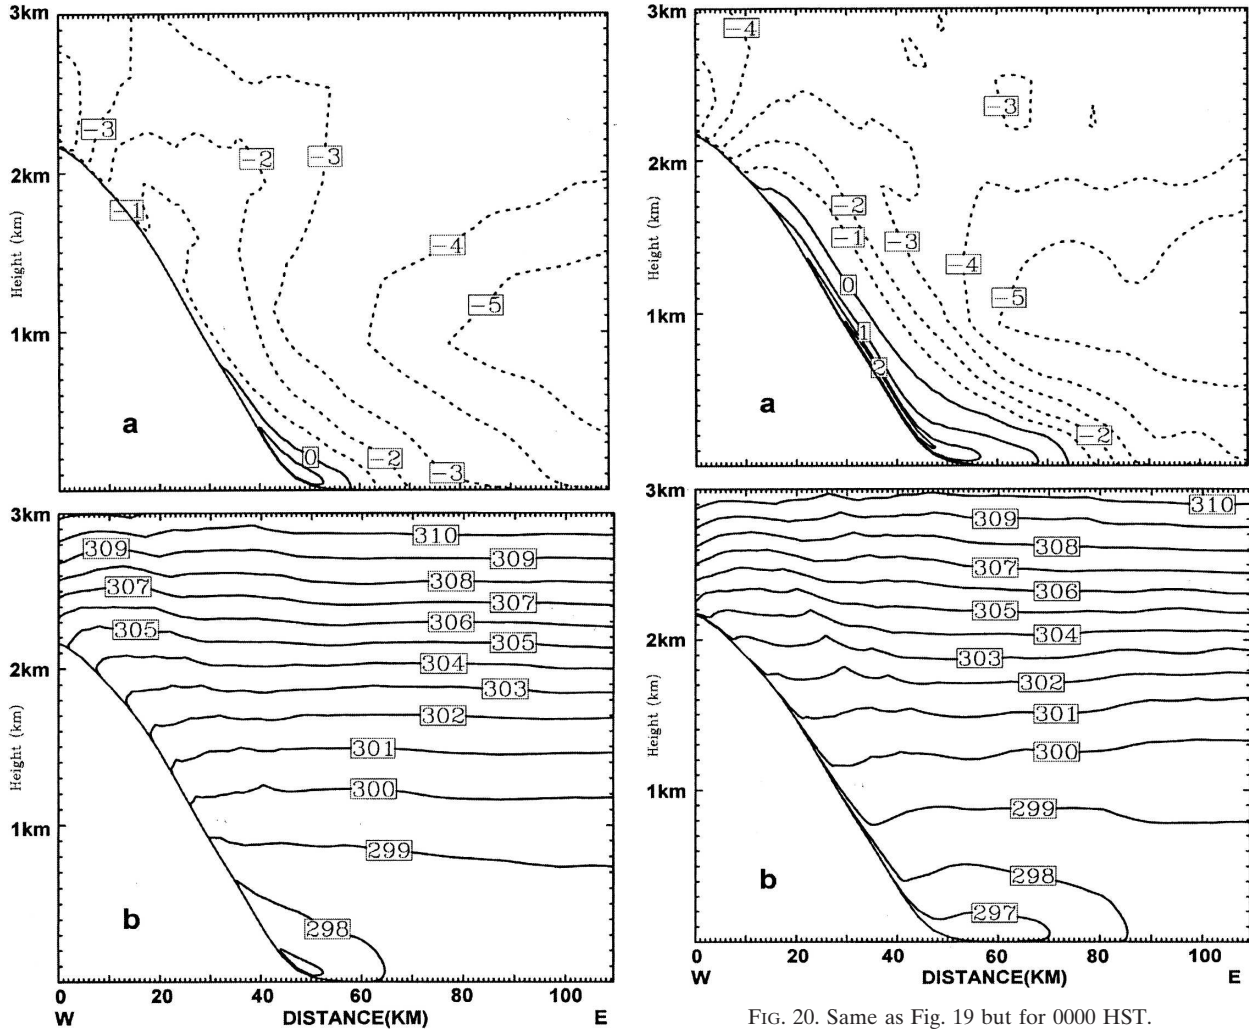 3km
2km
1km
Height (km)
-3
-2
-3
-1
-4
-5
a
0
-2
-3
3km
2km
1km
Height (km)
310
309
309
308
307
307
306
305
305
304
303
302
301
300
299
298
b
0 20 40 60 80 100
W DISTANCE(KM) E
3km
2km
1km
Height (km)
-4
-3
-2
-1
-3
-4
-5
0
1
2
a
-2
3km
2km
1km
Height (km)
310
309
308
307
306
305
304
303
302
301
300
299
298
297
b
0 20 40 60 80 100
W DISTANCE(KM) E
FIG. 20. Same as Fig. 19 but for 0000 HST.